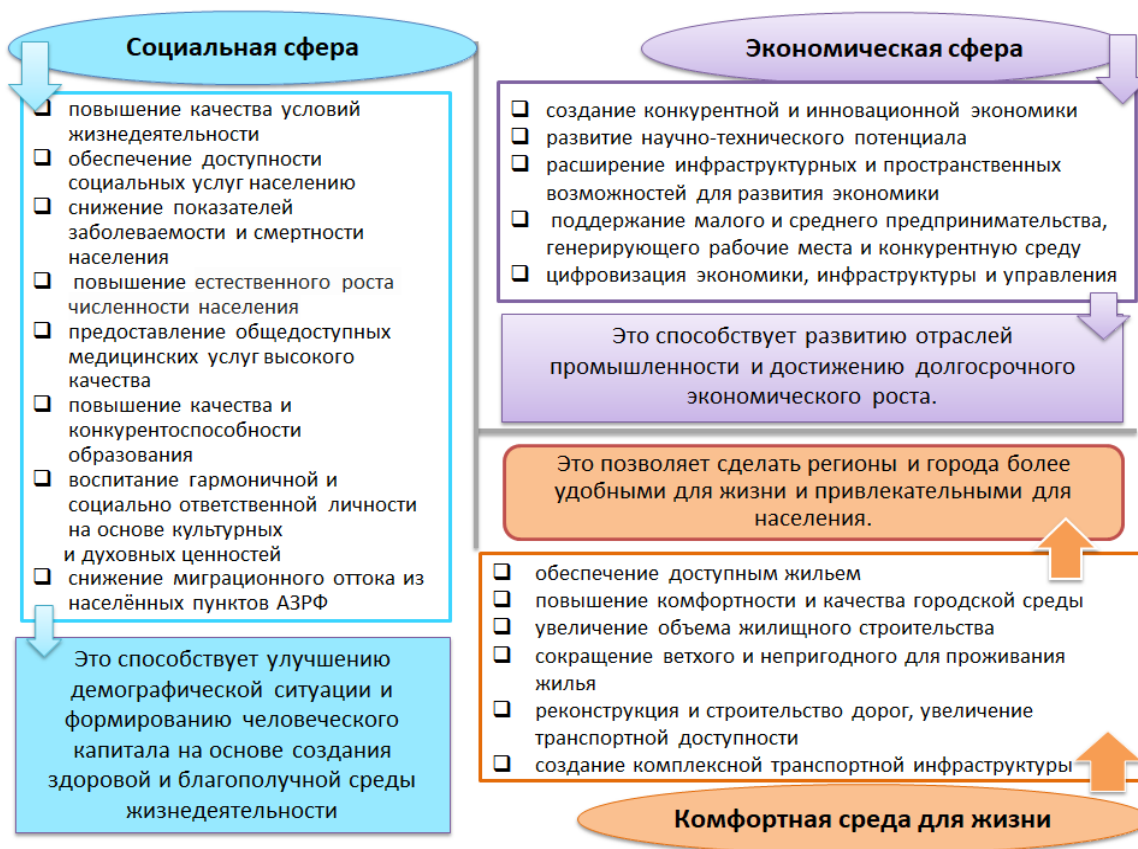 Социальная сфера
❑ повышение качества условий
жизнедеятельности
❑ обеспечение доступности
социальных услуг населению
❑ снижение показателей
заболеваемости и смертности
населения
❑ повышение естественного роста
численности населения
❑ предоставление общедоступных
медицинских услуг высокого
качества
❑ повышение качества и
конкурентоспособности
образования
❑ воспитание гармоничной и
социально ответственной личности
на основе культурных
и духовных ценностей
❑ снижение миграционного оттока из
населённых пунктов АЗРФ
Это способствует улучшению
демографической ситуации и
формированию человеческого
капитала на основе создания
здоровой и благополучной среды
жизнедеятельности
Экономическая сфера
❑ создание конкурентной и инновационной экономики
❑ развитие научно-технического потенциала
❑ расширение инфраструктурных и пространственных
возможностей для развития экономики
❑ поддержание малого и среднего предпринимательства,
генерирующего рабочие места и конкурентную среду
❑ цифровизация экономики, инфраструктуры и управления
Это способствует развитию отраслей
промышленности и достижению долгосрочного
экономического роста.
Это позволяет сделать регионы и города более
удобными для жизни и привлекательными для
населения.
❑ обеспечение доступным жильем
❑ повышение комфортности и качества городской среды
❑ увеличение объема жилищного строительства
❑ сокращение ветхого и непригодного для проживания
жилья
❑ реконструкция и строительство дорог, увеличение
транспортной доступности
❑ создание комплексной транспортной инфраструктуры
Комфортная среда для жизни